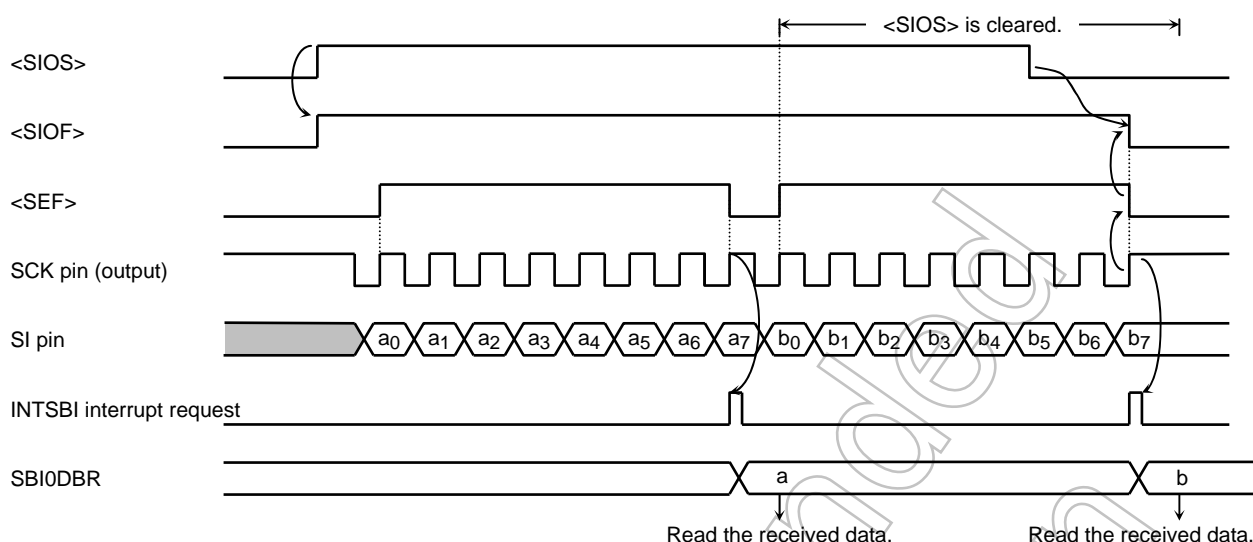 <SIOS> is cleared.
<SIOS>
<SIOF>
<SEF>
SCK pin (output)
SI pin
a0 a1 a2 a3 a4 a5 a6 a7 b0 b1 b2 b3 b4 b5 b6 b7
INTSBI interrupt request
SBI0DBR
a b
Read the received data. Read the received data.